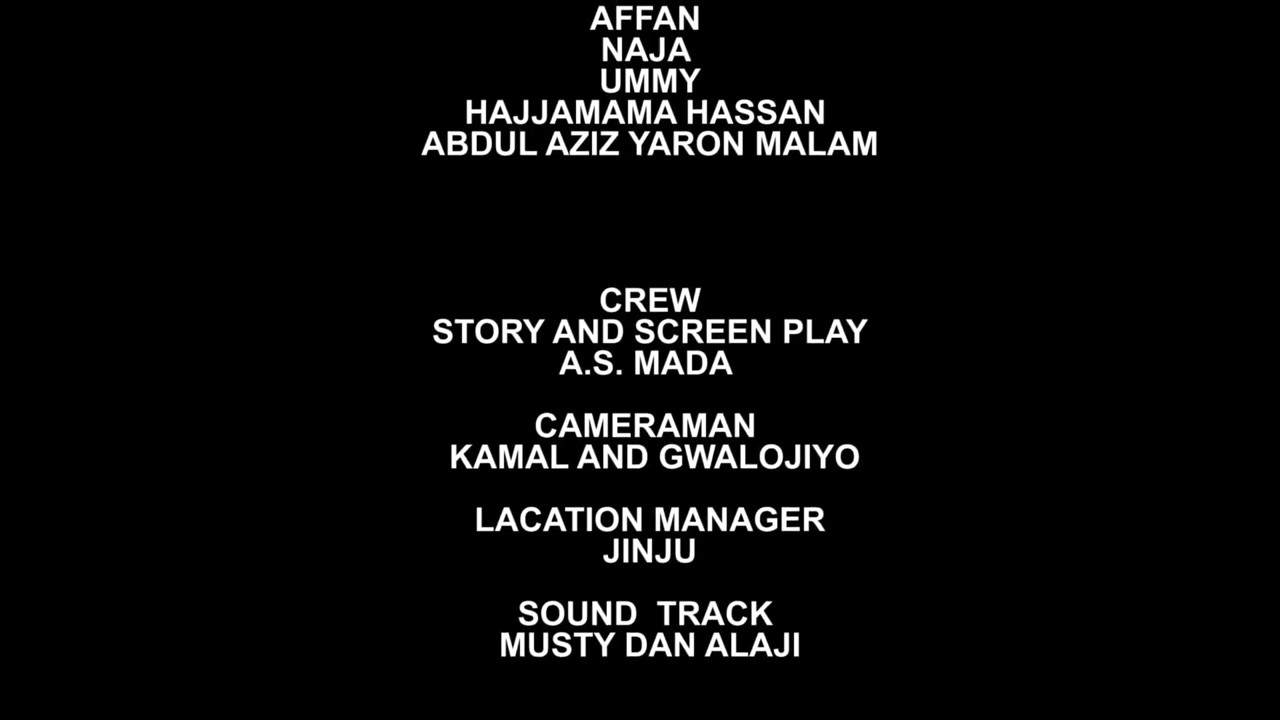 AFFAN
NAJA
UMMY
HAJJAMAMA HASSAN
ABDUL AZIZ YARON MALAM
CREW
STORY AND SCREEN PLAY
A.S. MADA
CAMERAMAN
KAMAL AND GWALOJIYO
LACATION MANAGER
JINJU
SOUND  TRACK
MUSTY DAN ALAJI